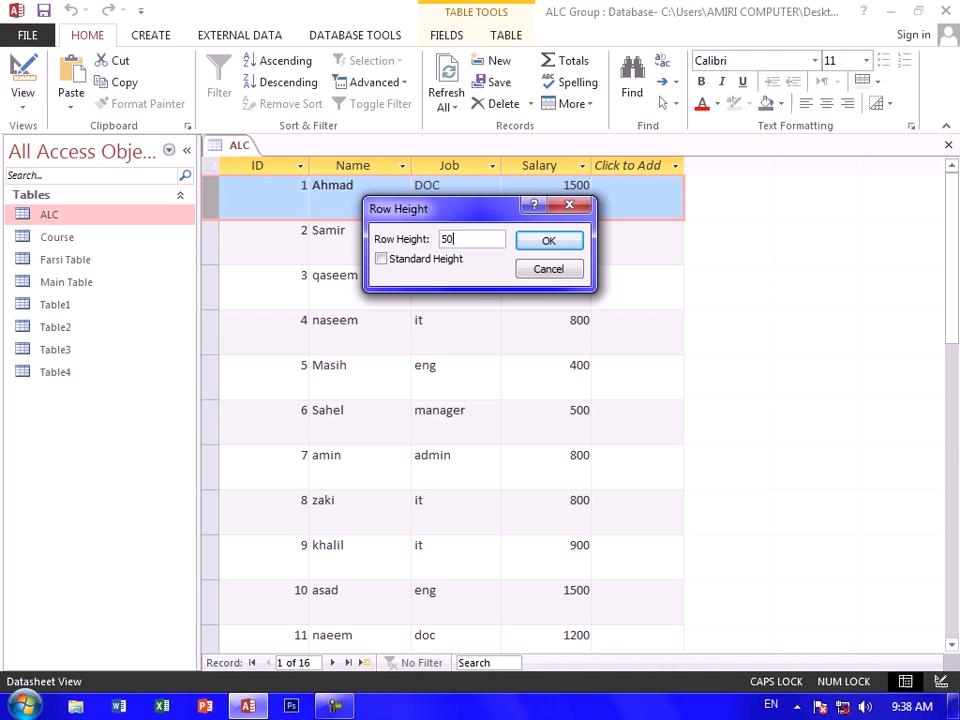 TABLE TOOLS
ALC Group : Database- C:\Users\AMIRI COMPUTER\Deskt...
FILE HOME CREATE EXTERNAL DATA DATABASE TOOLS FIELDS TABLE Sign in
View
Views
Paste
Cut
Copy
Format Painter
Clipboard
Filter
Ascending
Descending
Remove Sort
Selection
Advanced
Toggle Filter
Sort & Filter
Refresh All
New
Save
Delete
Totals
Spelling
More
Records
Find
Find
Calibri 11
B I U
Text Formatting
All Access Obje...
Search...
Tables
ALC
Course
Farsi Table
Main Table
Table1
Table2
Table3
Table4
ALC
ID Name Job Salary Click to Add
1 Ahmad DOC 1500
2 Samir
3 qaseem
4 naseem it 800
5 Masih eng 400
6 Sahel manager 500
7 amin admin 800
8 zaki it 800
9 khalil it 900
10 asad eng 1500
11 naeem doc 1200
Row Height
Row Height: 50
OK
Standard Height
Cancel
Record: 1 of 16 No Filter Search
Datasheet View CAPS LOCK NUM LOCK
EN 9:38 AM